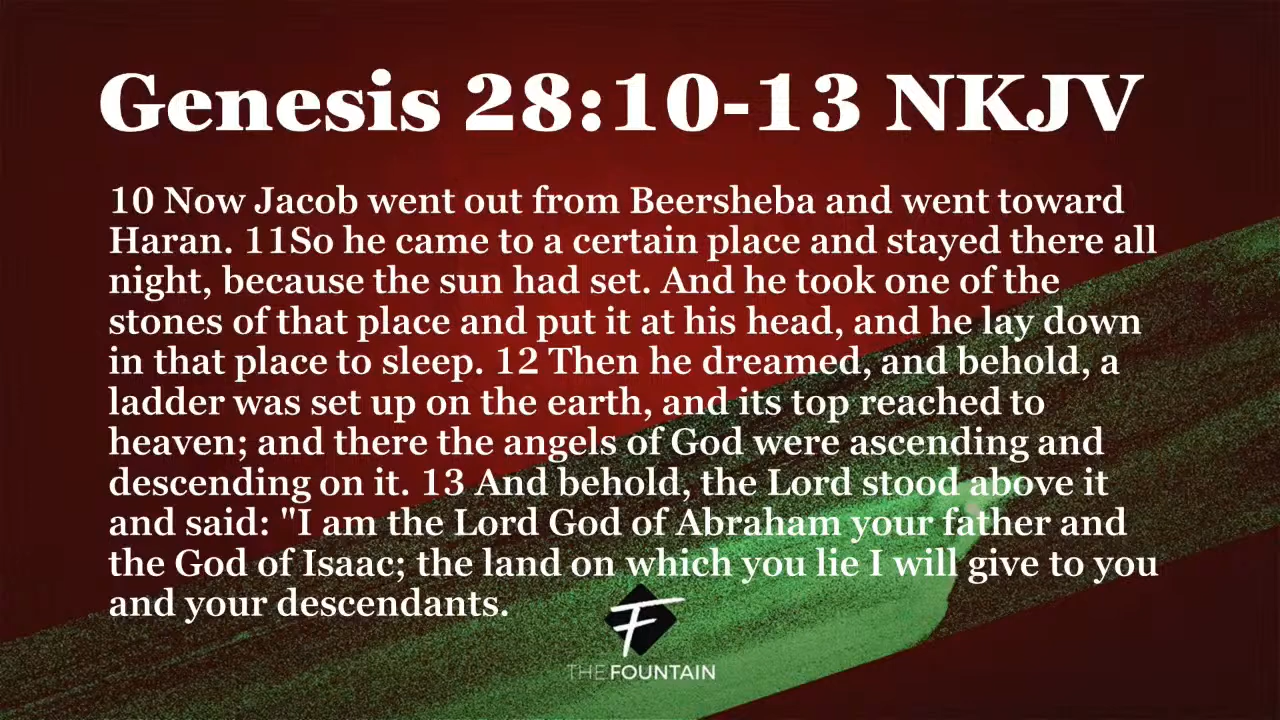 Genesis 28:10-13 NKJV
10 Now Jacob went out from Beersheba and went toward
Haran. 11So he came to a certain place and stayed there all
night, because the sun had set. And he took one of the
stones of that place and put it at his head, and he lay down
in that place to sleep. 12 Then he dreamed, and behold, a
ladder was set up on the earth, and its top reached to
heaven; and there the angels of God were ascending and
descending on it. 13 And behold, the Lord stood above it
and said: "I am the Lord God of Abraham your father and
the God of Isaac; the land on which you lie I will give to you
and your descendants.
F
THE FOUNTAIN